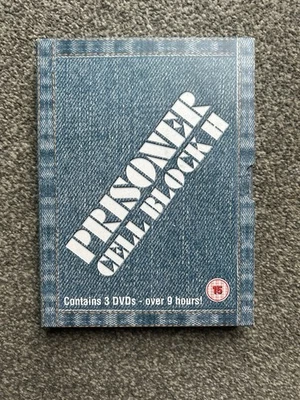 PRISONER
CELL BLOCK H
Contains 3 DVDs - over 9 hours!
15